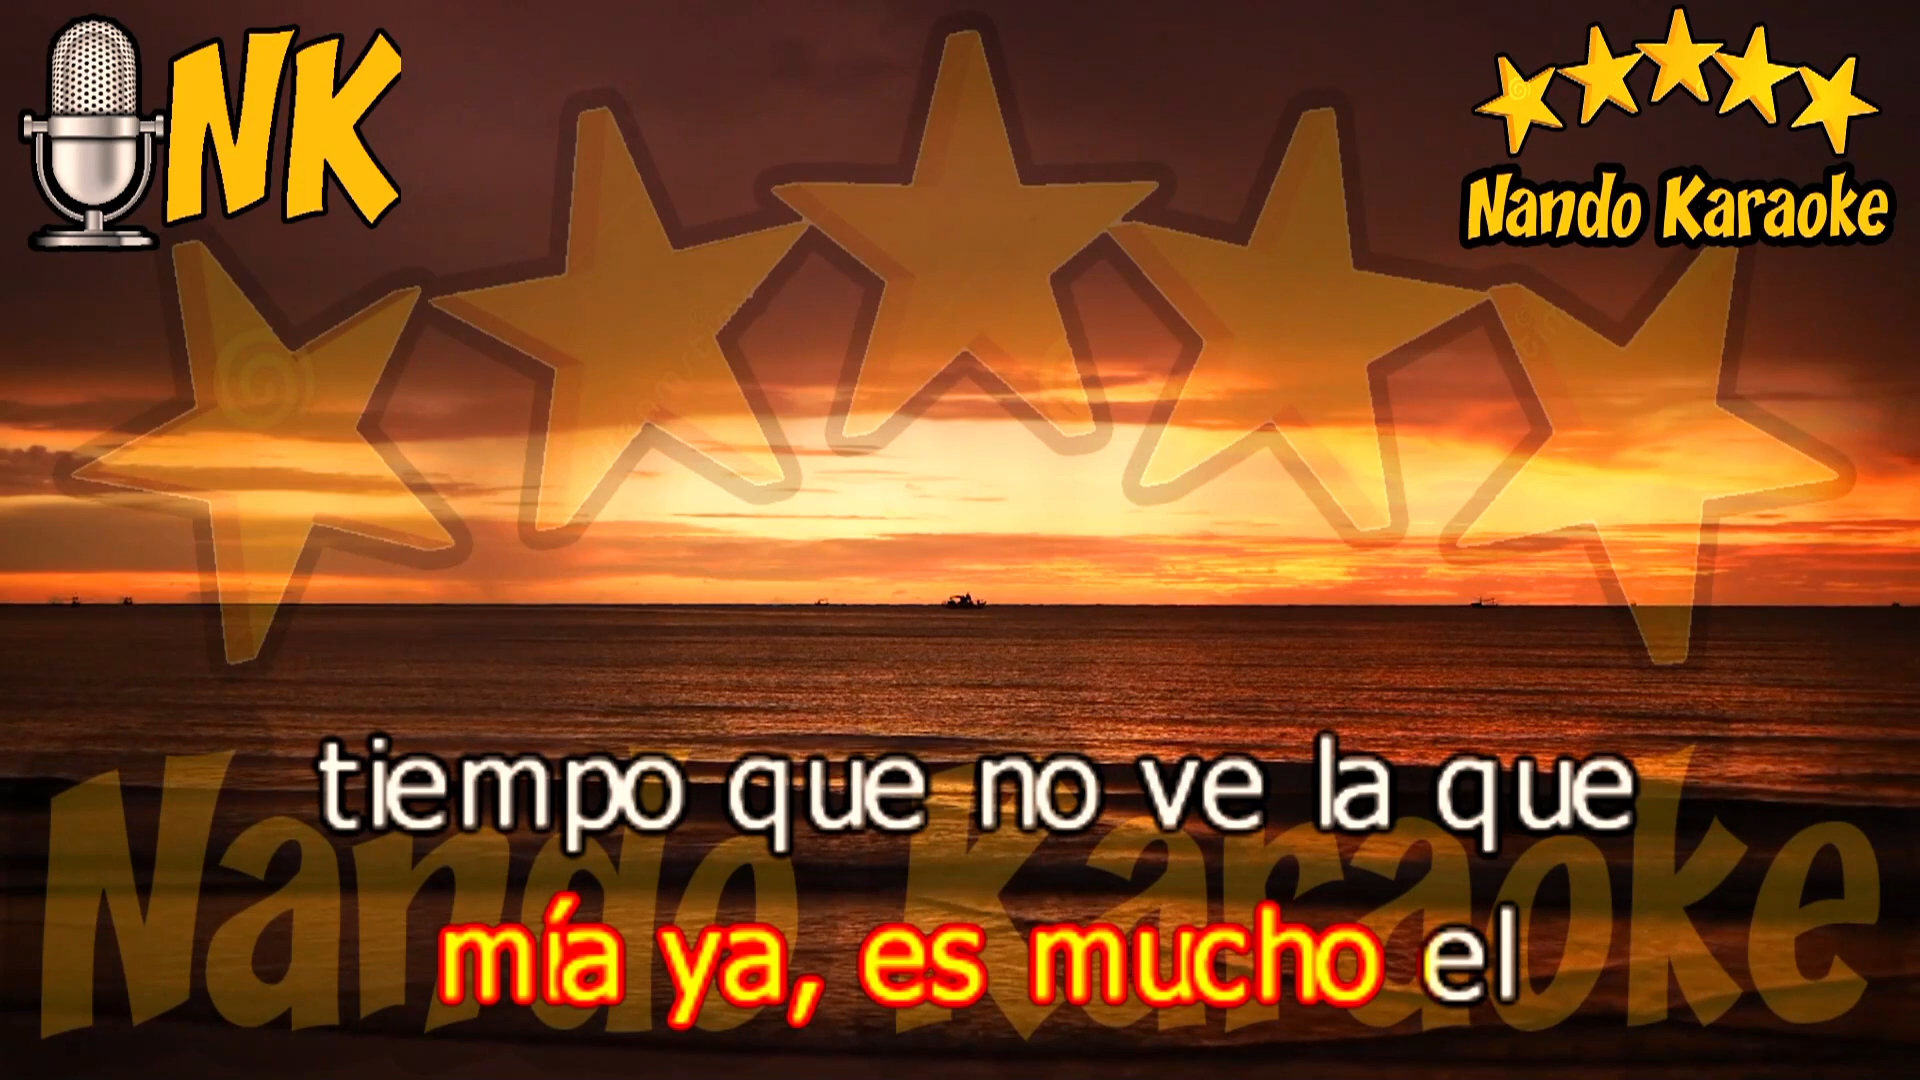 NK
Nando Karaoke
tiempo que no ve la que
mía ya, es mucho el
Nando Karaoke